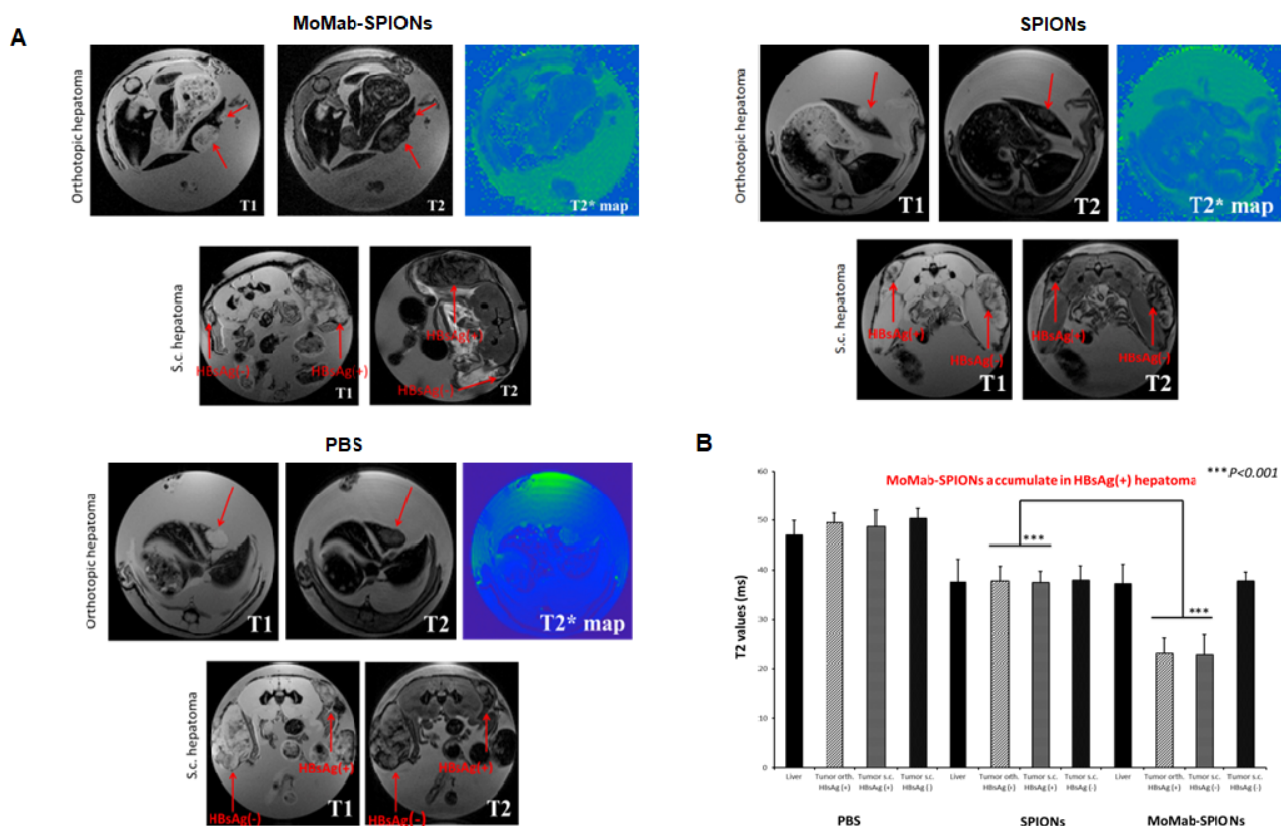 A
MoMab-SPIONs
Orthotopic hepatoma
T1
T2
T2* map
S.c. hepatoma
HBsAg(-)
HBsAg(+)
T1
HBsAg(+)
HBsAg(-)
T2
SPIONs
Orthotopic hepatoma
T1
T2
T2* map
S.c. hepatoma
HBsAg(+)
HBsAg(-)
T1
HBsAg(+)
HBsAg(-)
T2
PBS
Orthotopic hepatoma
T1
T2
T2* map
S.c. hepatoma
HBsAg(+)
HBsAg(-)
T1
HBsAg(+)
HBsAg(-)
T2
B
MoMab-SPIONs accumulate in HBsAg(+) hepatoma
***P<0.001
T2 values (ms)
60
50
40
30
20
10
0
***
***
Liver
Tumor orth.
HBsAg (+)
Tumor s.c.
HBsAg (+)
Tumor s.c.
HBsAg (-)
Liver
Tumor orth.
HBsAg (+)
Tumor s.c.
HBsAg (+)
Tumor s.c.
HBsAg (-)
Liver
Tumor orth.
HBsAg (+)
Tumor s.c.
HBsAg (-)
Tumor s.c.
HBsAg (-)
PBS
SPIONs
MoMab-SPIONs